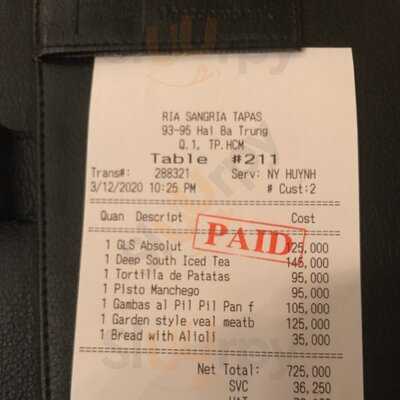 RIA SANGRIA TAPAS
93-95 Hai Ba Trung
Q.1, TP.HCM
Table #211
Trans#: 288321 Serv: NY HUYNH
3/12/2020 10:25 PM # Cust:2
Quan Descript Cost
PAID
1 GLS Absolut 125,000
1 Deep South Iced Tea 145,000
1 Tortilla de Patatas 95,000
1 Pisto Manchego 95,000
1 Gambas al Pil Pil Pan f 105,000
1 Garden style veal meatb 125,000
1 Bread with Alioli 35,000
Net Total: 725,000
SVC 36,250
VAT: